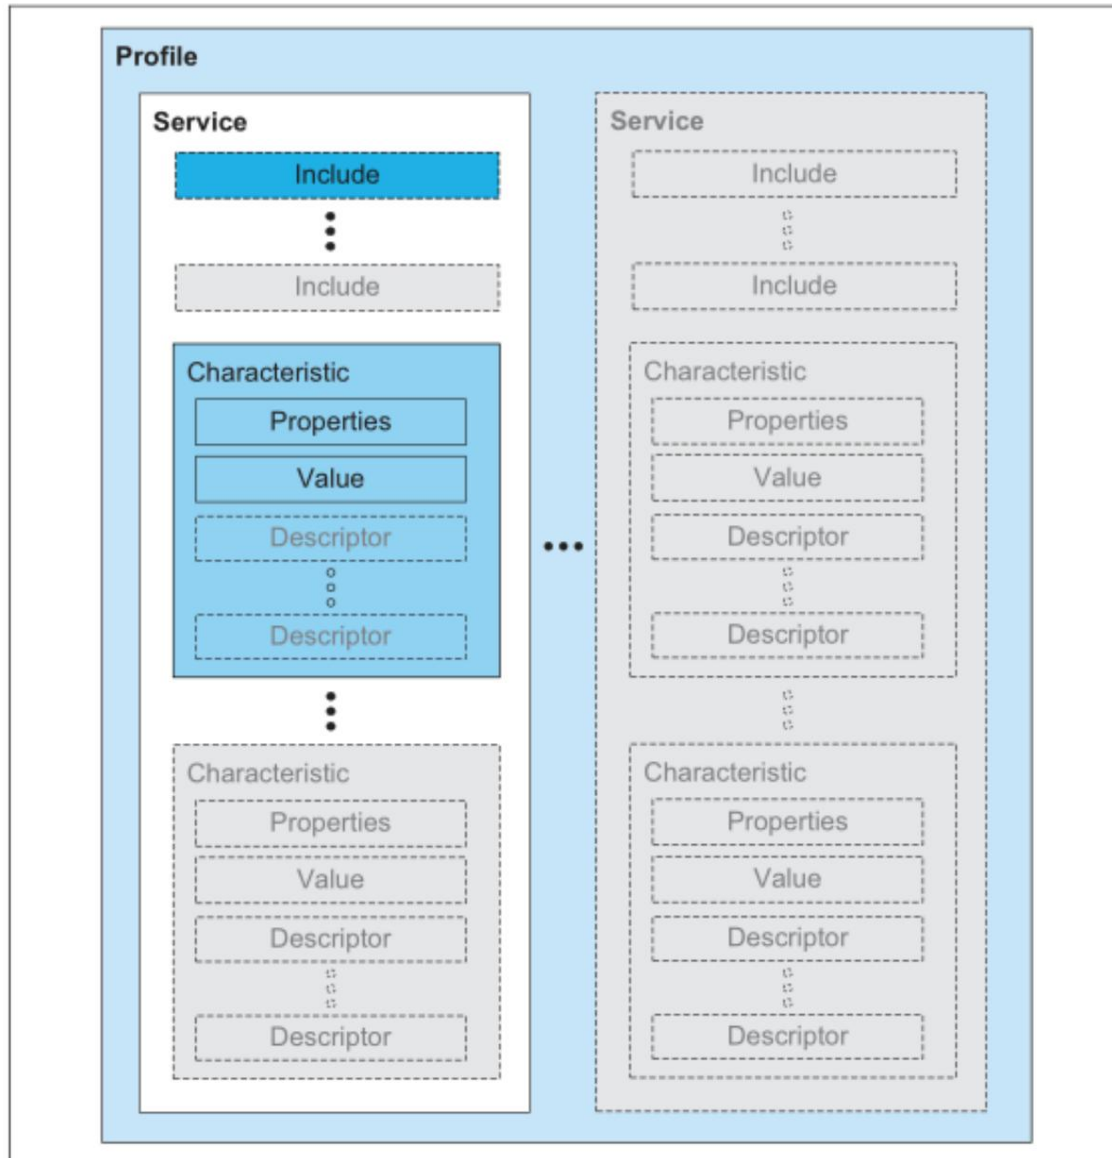 Profile
Service
Include
Include
Characteristic
Properties
Value
Descriptor
Descriptor
Characteristic
Properties
Value
Descriptor
Descriptor
Service
Include
Include
Characteristic
Properties
Value
Descriptor
Descriptor
Characteristic
Properties
Value
Descriptor
Descriptor